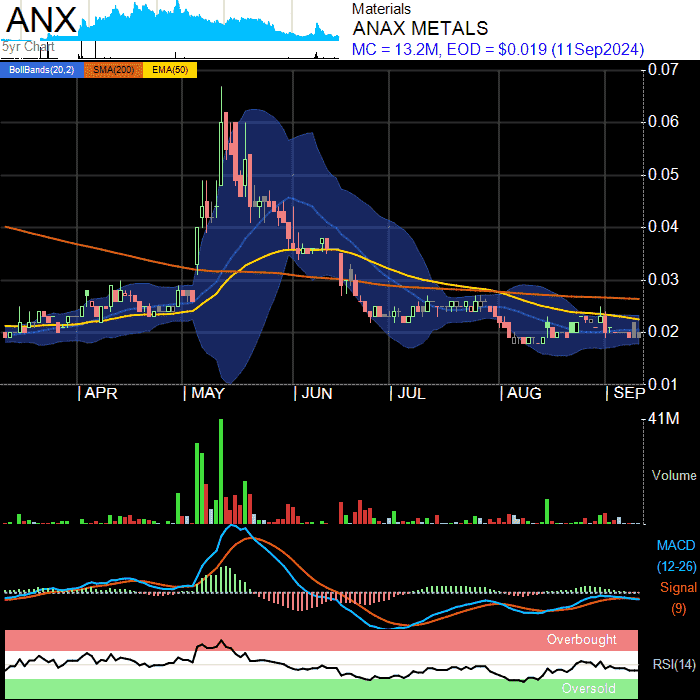 ANX
5yr Chart
Materials
ANAX METALS
MC = 13.2M, EOD = $0.019 (11Sep2024)
BollBands(20,2) SMA(200) EMA(50)
0.07
0.06
0.05
0.04
0.03
0.02
0.01
APR MAY JUN JUL AUG SEP
41M
Volume
MACD
(12-26)
Signal
(9)
Overbought
RSI(14)
Oversold